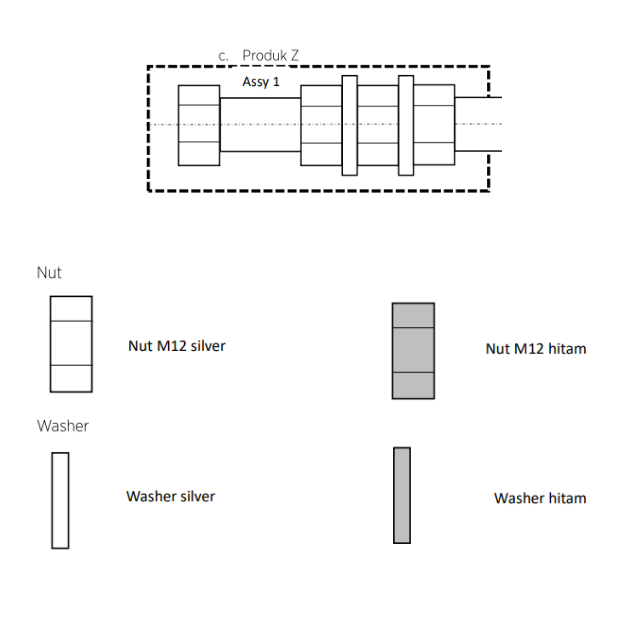 c. Produk Z
Assy 1
Nut
Nut M12 silver
Nut M12 hitam
Washer
Washer silver
Washer hitam